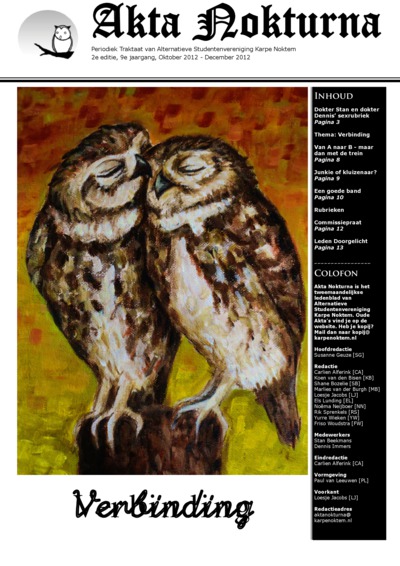 Akta Nokturna
Periodiek Traktaat van Alternatieve Studentenvereniging Karpe Noktem
2e editie, 9e jaargang, Oktober 2012 - December 2012
Inhoud
Dokter Stan en dokter
Dennis' sexrubriek
Pagina 3
Thema: Verbinding
Van A naar B - maar
dan met de trein
Pagina 8
Junkie of kluizenaar?
Pagina 9
Een goede band
Pagina 10
Rubrieken
Commissiepraat
Pagina 12
Leden Doorgelicht
Pagina 13
Colofon
Akta Nokturna is het
tweemaandelijkse
ledenblad van
Alternatieve
Studentenvereniging
Karpe Noktem. Oude
Akta's vind je op de
website. Heb je kopij?
Mail dan naar kopij@
karpenoktem.nl
Hoofdredactie
Susanne Geuze [SG]
Redactie
Carlien Alferink [CA]
Koen van den Bisen [KB]
Shane Bozelie [SB]
Marlies van der Burgh [MB]
Loesje Jacobs [LJ]
Els Lunding [EL]
Noëma Neijboer [NN]
Rik Sprenkels [RS]
Yurre Wieken [YW]
Friso Woudstra [FW]
Medewerkers
Stan Beekmans
Dennis Immers
Eindredactie
Carlien Alferink [CA]
Vormgeving
Paul van Leeuwen [PL]
Voorkant
Loesje Jacobs [LJ]
Redactieadres
aktanokturna@
karpenoktem.nl
Verbinding